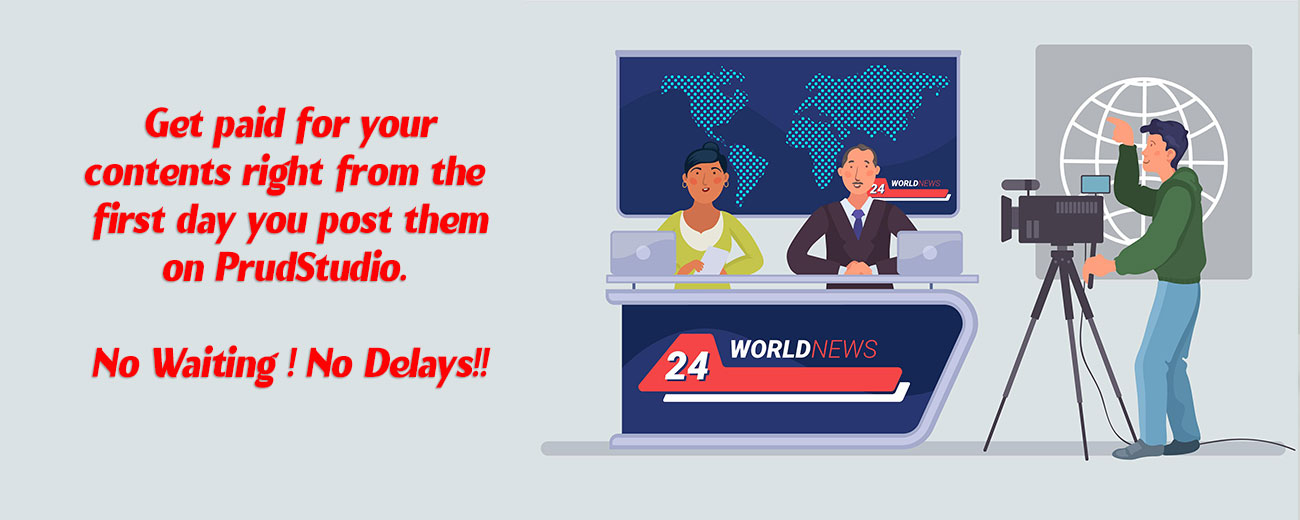 Get paid for your
contents right from the
first day you post them
on PrudStudio.
No Waiting ! No Delays!!
24 WORLDNEWS
24 WORLDNEWS